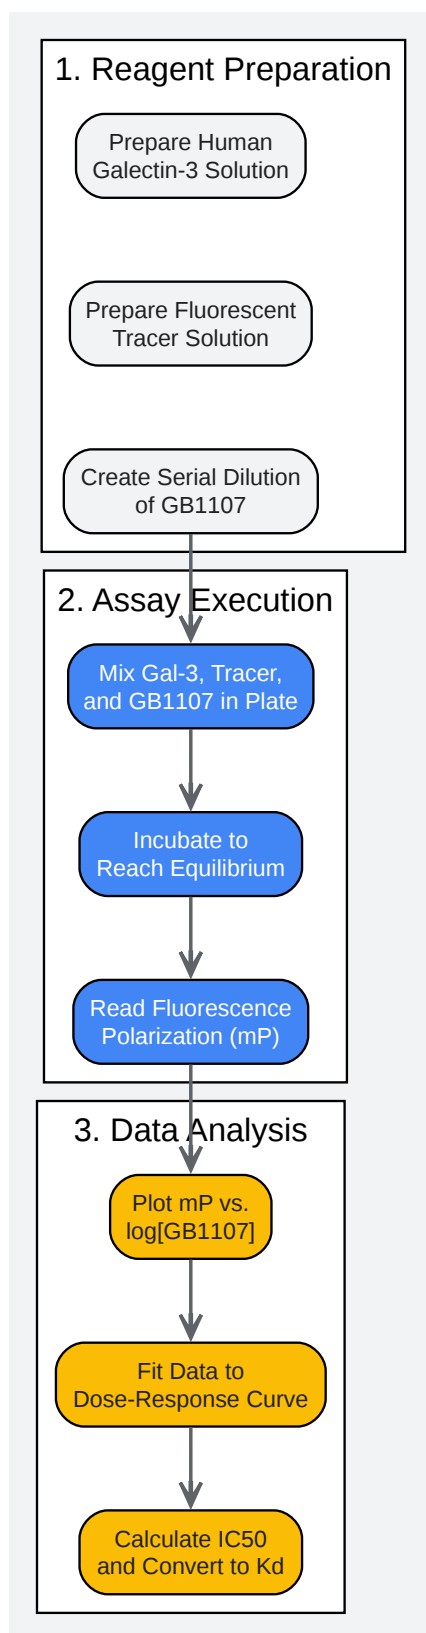 1. Reagent Preparation
Prepare Human
Galectin-3 Solution
Prepare Fluorescent
Tracer Solution
Create Serial Dilution
of GB1107
2. Assay Execution
Mix Gal-3, Tracer,
and GB1107 in Plate
Incubate to
Reach Equilibrium
Read Fluorescence
Polarization (mP)
3. Data Analysis
Plot mP vs.
log[GB1107]
Fit Data to
Dose-Response Curve
Calculate IC50
and Convert to Kd